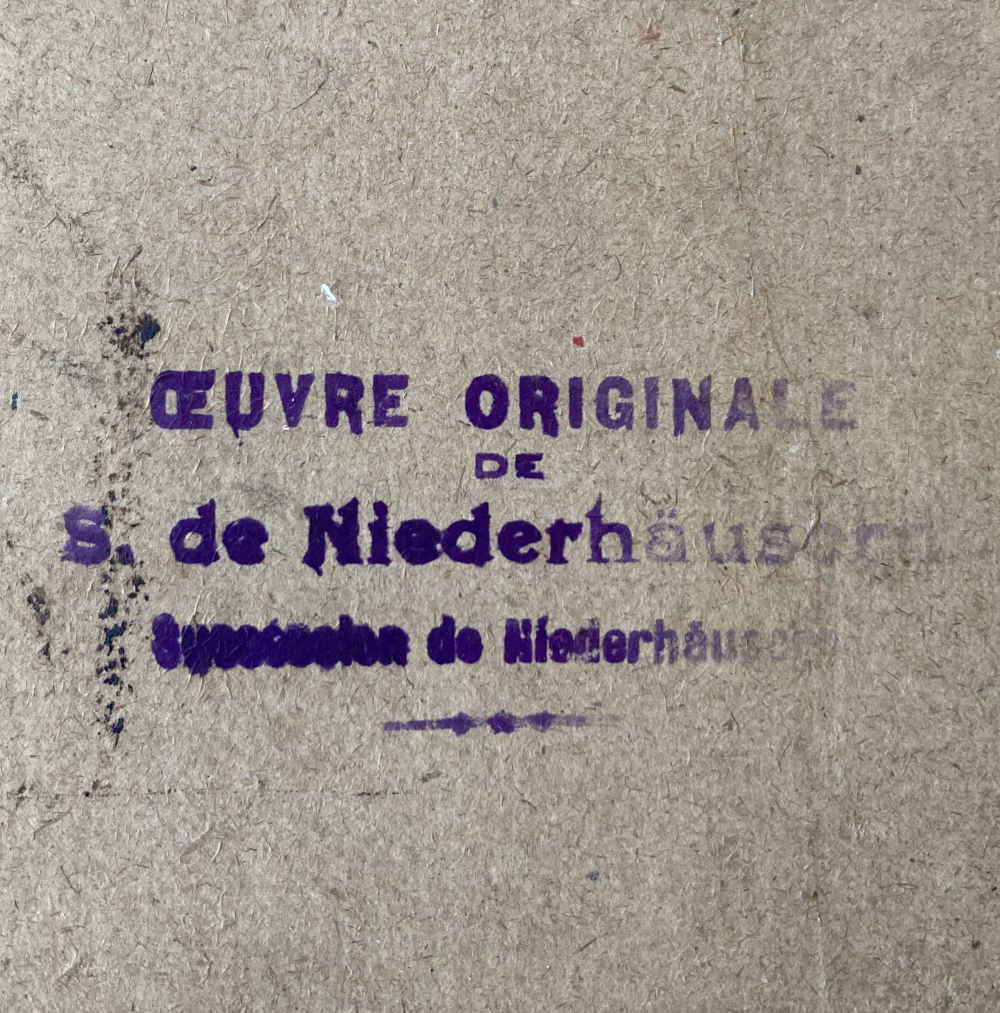 ŒUVRE ORIGINALE
DE
S. de Niederhäusern
Succession de Niederhäusern